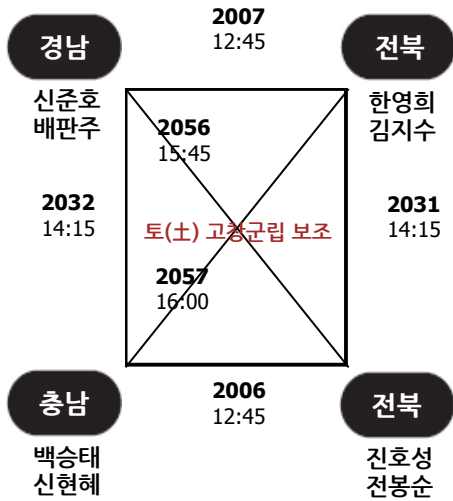 2007
12:45
경남
전북
신준호
배판주
한영희
김지수
2056
15:45
2032
14:15
2031
14:15
토(土) 고창군립 보조
2057
16:00
충남
2006
12:45
전북
백승태
신현혜
진호성
전봉순